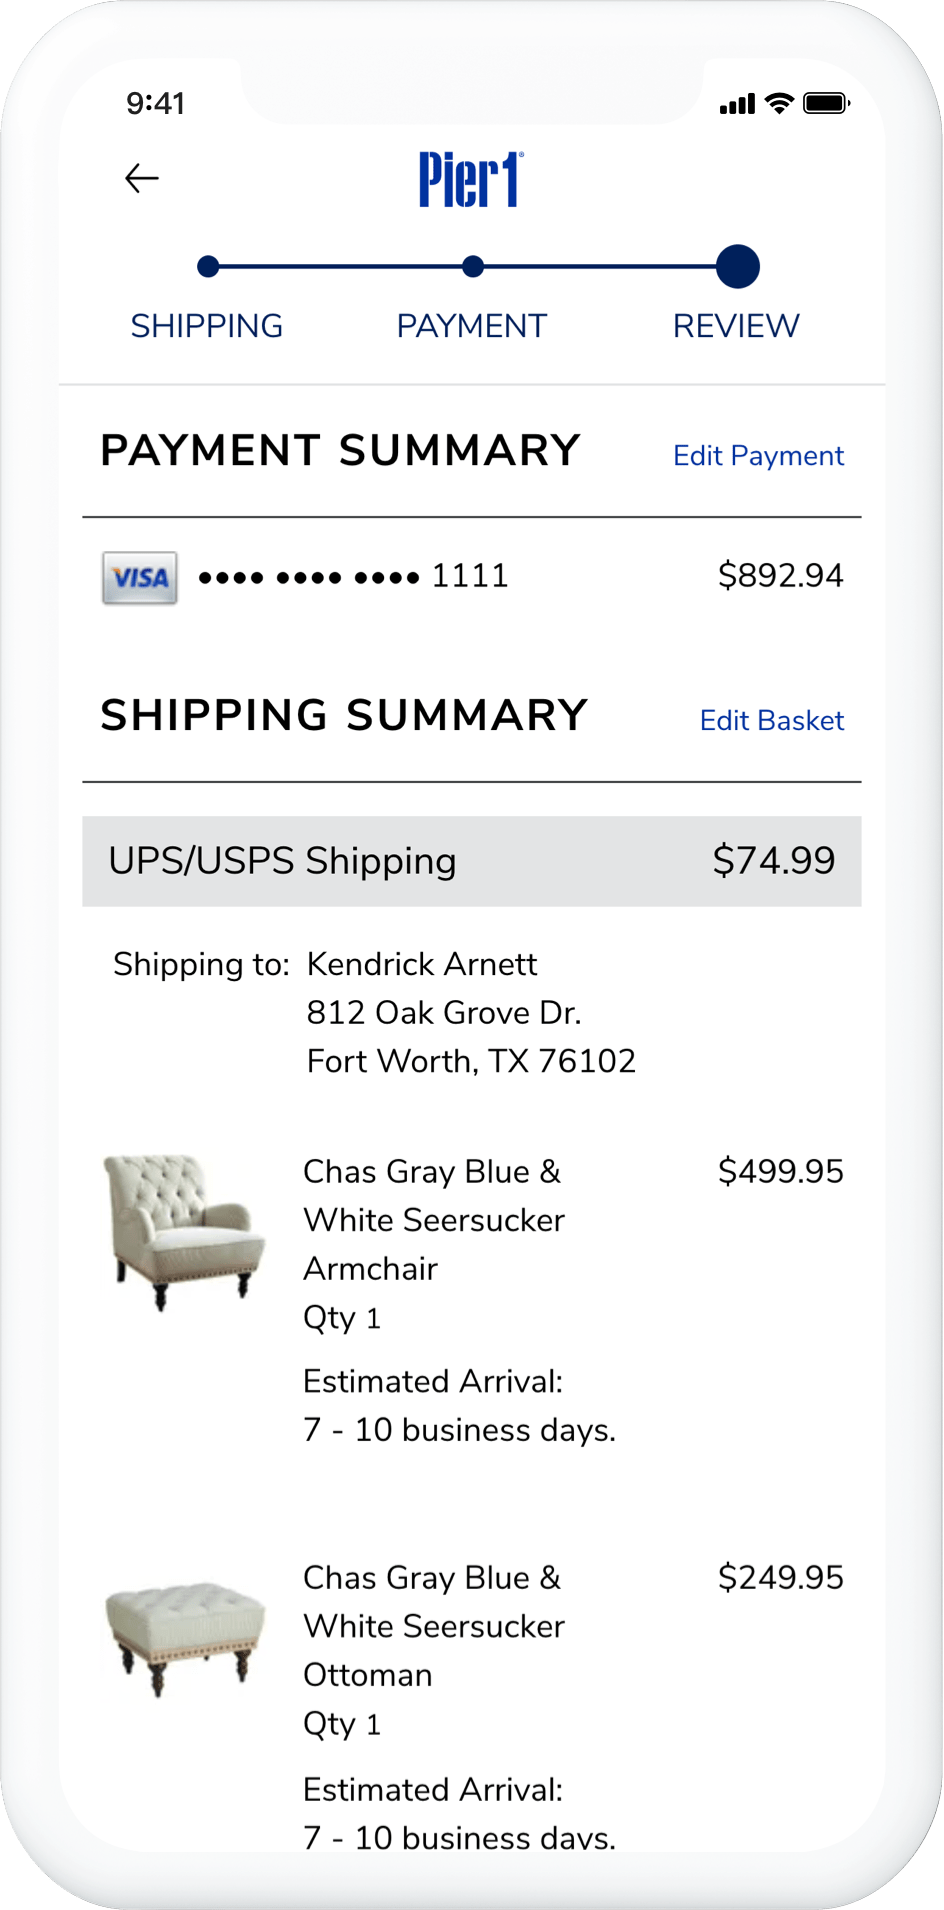 9:41
Pier1®
SHIPPING
PAYMENT
REVIEW
PAYMENT SUMMARY
Edit Payment
VISA •••• •••• •••• 1111
$892.94
SHIPPING SUMMARY
Edit Basket
UPS/USPS Shipping
$74.99
Shipping to: Kendrick Arnett
812 Oak Grove Dr.
Fort Worth, TX 76102
Chas Gray Blue &
$499.95
White Seersucker
Armchair
Qty 1
Estimated Arrival:
7 - 10 business days.
Chas Gray Blue &
$249.95
White Seersucker
Ottoman
Qty 1
Estimated Arrival:
7 - 10 business days.